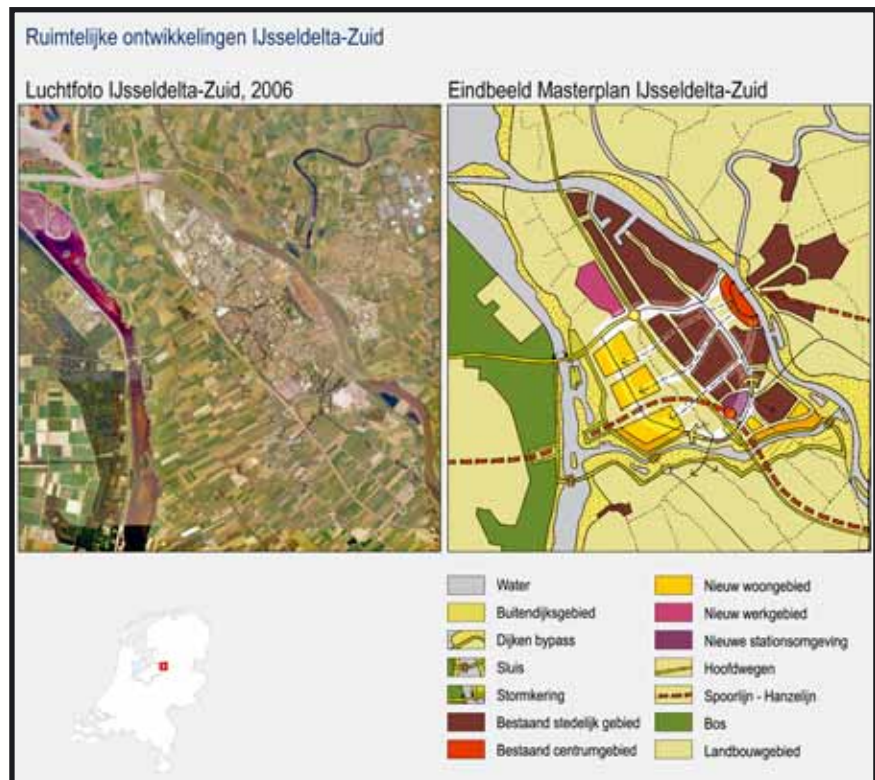 Ruimtelijke ontwikkelingen IJsseldelta-Zuid
Luchtfoto IJsseldelta-Zuid, 2006
Eindbeeld Masterplan IJsseldelta-Zuid
Water
Buitendijksgebied
Dijken bypass
Sluis
Stormkering
Bestaand stedelijk gebied
Bestaand centrumgebied
Nieuw woongebied
Nieuw werkgebied
Nieuwe stationsomgeving
Hoofdwegen
Spoorlijn - Hanzelijn
Bos
Landbouwgebied